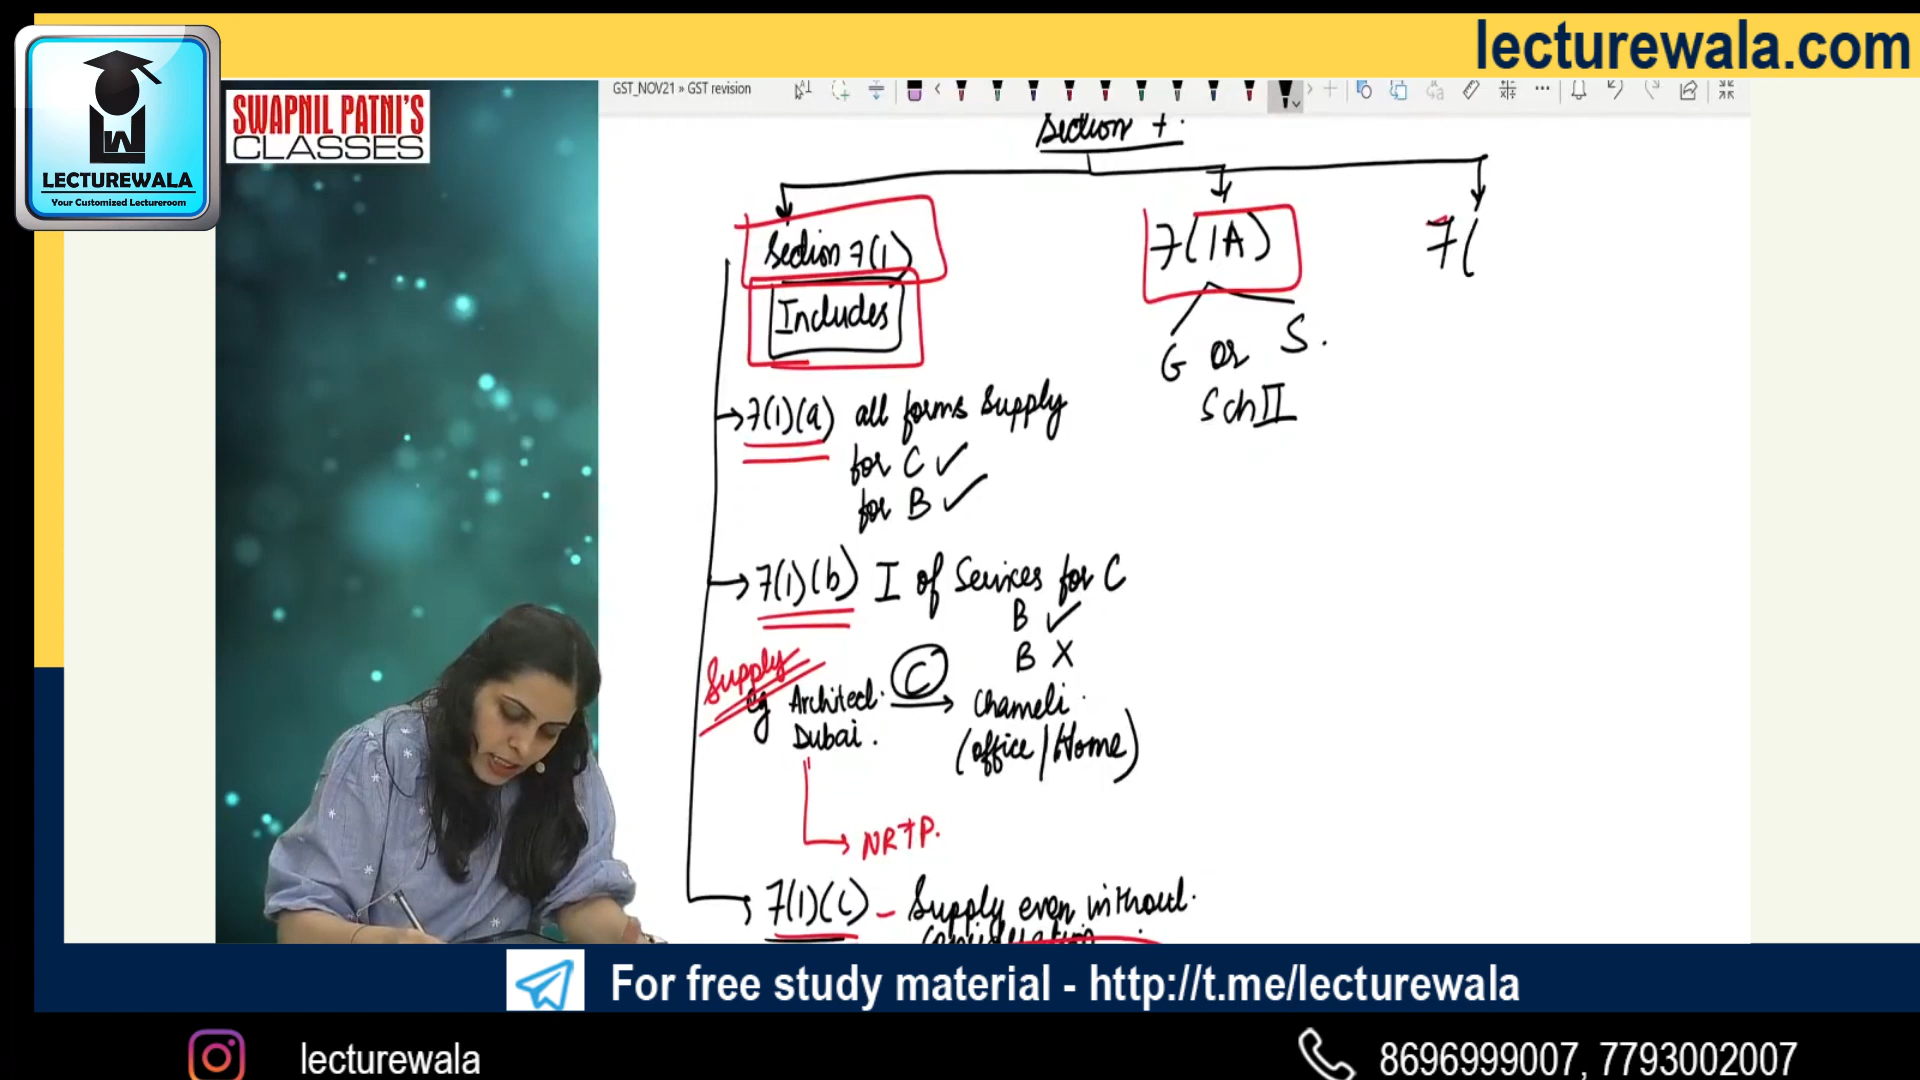 lecturewala.com
LW
LECTUREWALA
Your Customized Lectureroom
SWAPNIL PATNI'S
CLASSES
GST_NOV21 » GST revision
Section 7.
Section 7(1)
Includes
7(1A)
7(
G or S.
Sch II
7(1)(a) all forms supply
for C ✓
for B ✓
7(1)(b) I of Services for C
B ✓
B X
Supply
eg Architect. C Chameli.
Dubai. (office/Home)
NRTP.
7(1)(c) - Supply even without.
consideration
For free study material - http://t.me/lecturewala
lecturewala
8696999007, 7793002007